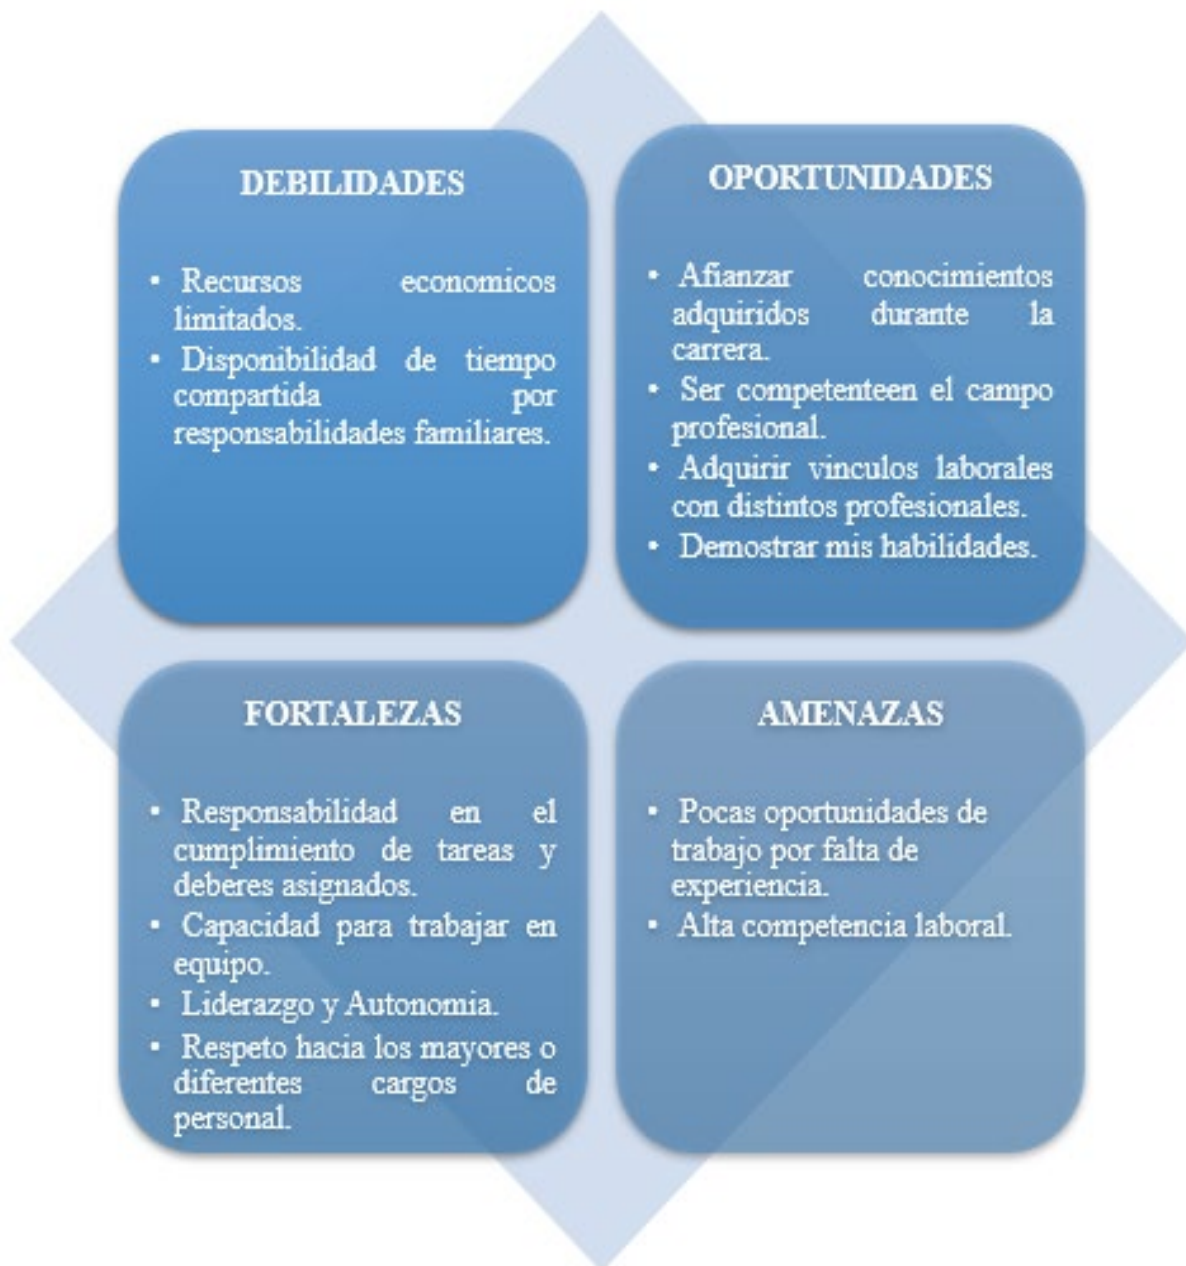 DEBILIDADES
• Recursos economicos
limitados.
• Disponibilidad de tiempo
compartida por
responsabilidades familiares.
OPORTUNIDADES
• Afianzar conocimientos
adquiridos durante la
carrera.
• Ser competenteen el campo
profesional.
• Adquirir vinculos laborales
con distintos profesionales.
• Demostrar mis habilidades.
FORTALEZAS
• Responsabilidad en el
cumplimiento de tareas y
deberes asignados.
• Capacidad para trabajar en
equipo.
• Liderazgo y Autonomia.
• Respeto hacia los mayores o
diferentes cargos de
personal.
AMENAZAS
• Pocas oportunidades de
trabajo por falta de
experiencia.
• Alta competencia laboral.